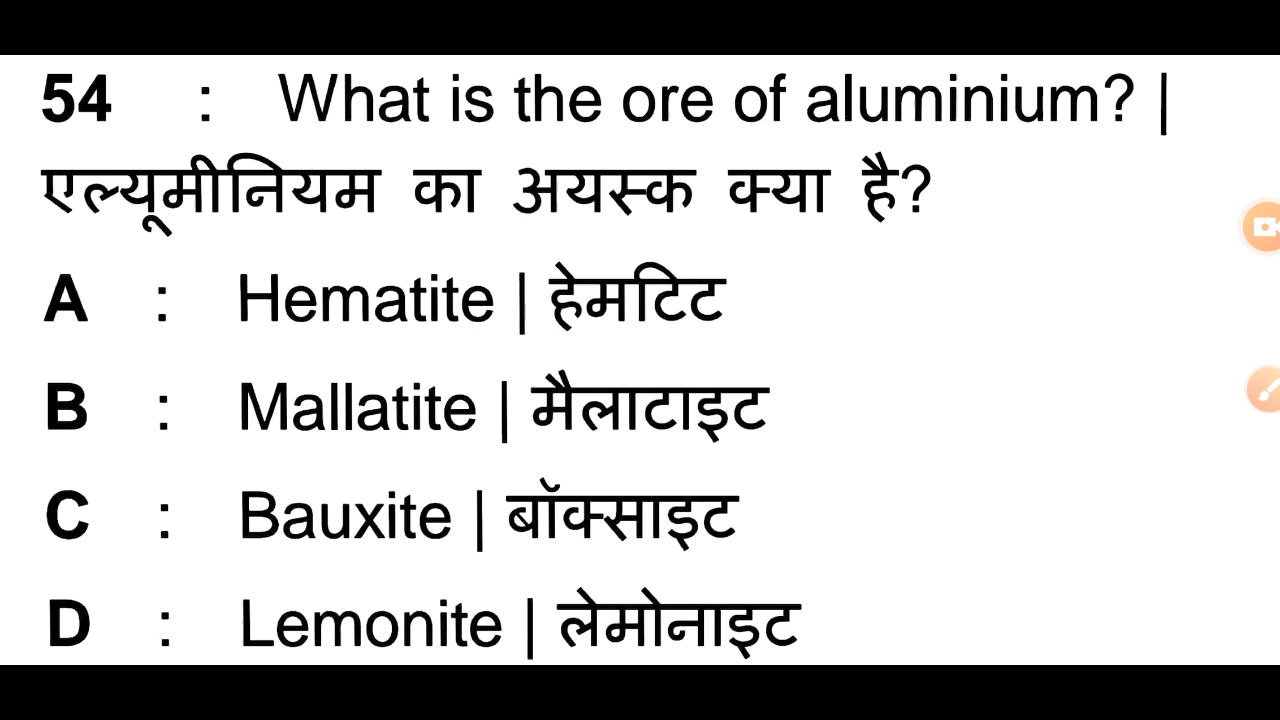 54 : What is the ore of aluminium? |
एल्यूमीनियम का अयस्क क्या है?
A : Hematite | हेमटिट
B : Mallatite | मैलाटाइट
C : Bauxite | बॉक्साइट
D : Lemonite | लेमोनाइट